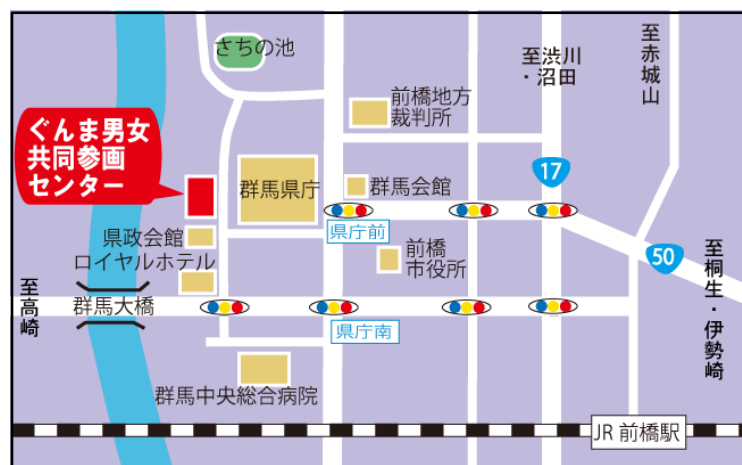 さちの池
至渋川
・沼田
至赤城山
ぐんま男女
共同参画
センター
前橋地方
裁判所
17
群馬県庁
群馬会館
県庁前
県政会館
ロイヤルホテル
前橋
市役所
50
至桐生・伊勢崎
至高崎
群馬大橋
県庁南
群馬中央総合病院
JR 前橋駅